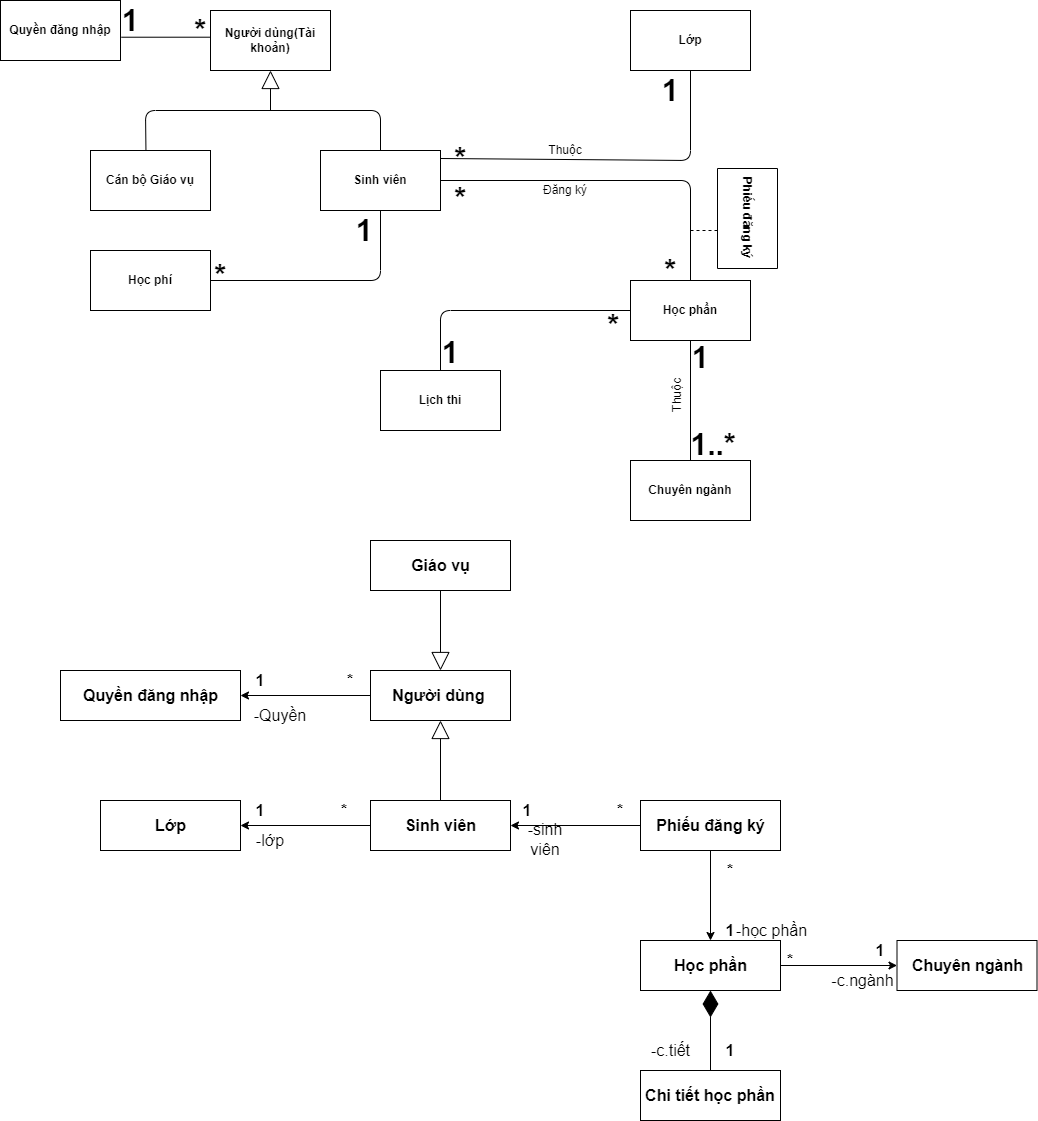 Quyền đăng nhập
1
*
Người dùng(Tài
khoản)
Lớp
1
Cán bộ Giáo vụ
Sinh viên
*
Thuộc
*
Đăng ký
Phiếu đăng ký
1
Học phí
*
*
Học phần
*
1
Lịch thi
1
Thuộc
1..*
Chuyên ngành
Giáo vụ
Quyền đăng nhập
1
*
-Quyền
Người dùng
Lớp
1
*
-lớp
Sinh viên
1
*
-sinh
viên
Phiếu đăng ký
*
1
-học phần
Học phần
*
1
-c.ngành
Chuyên ngành
-c.tiết
1
Chi tiết học phần